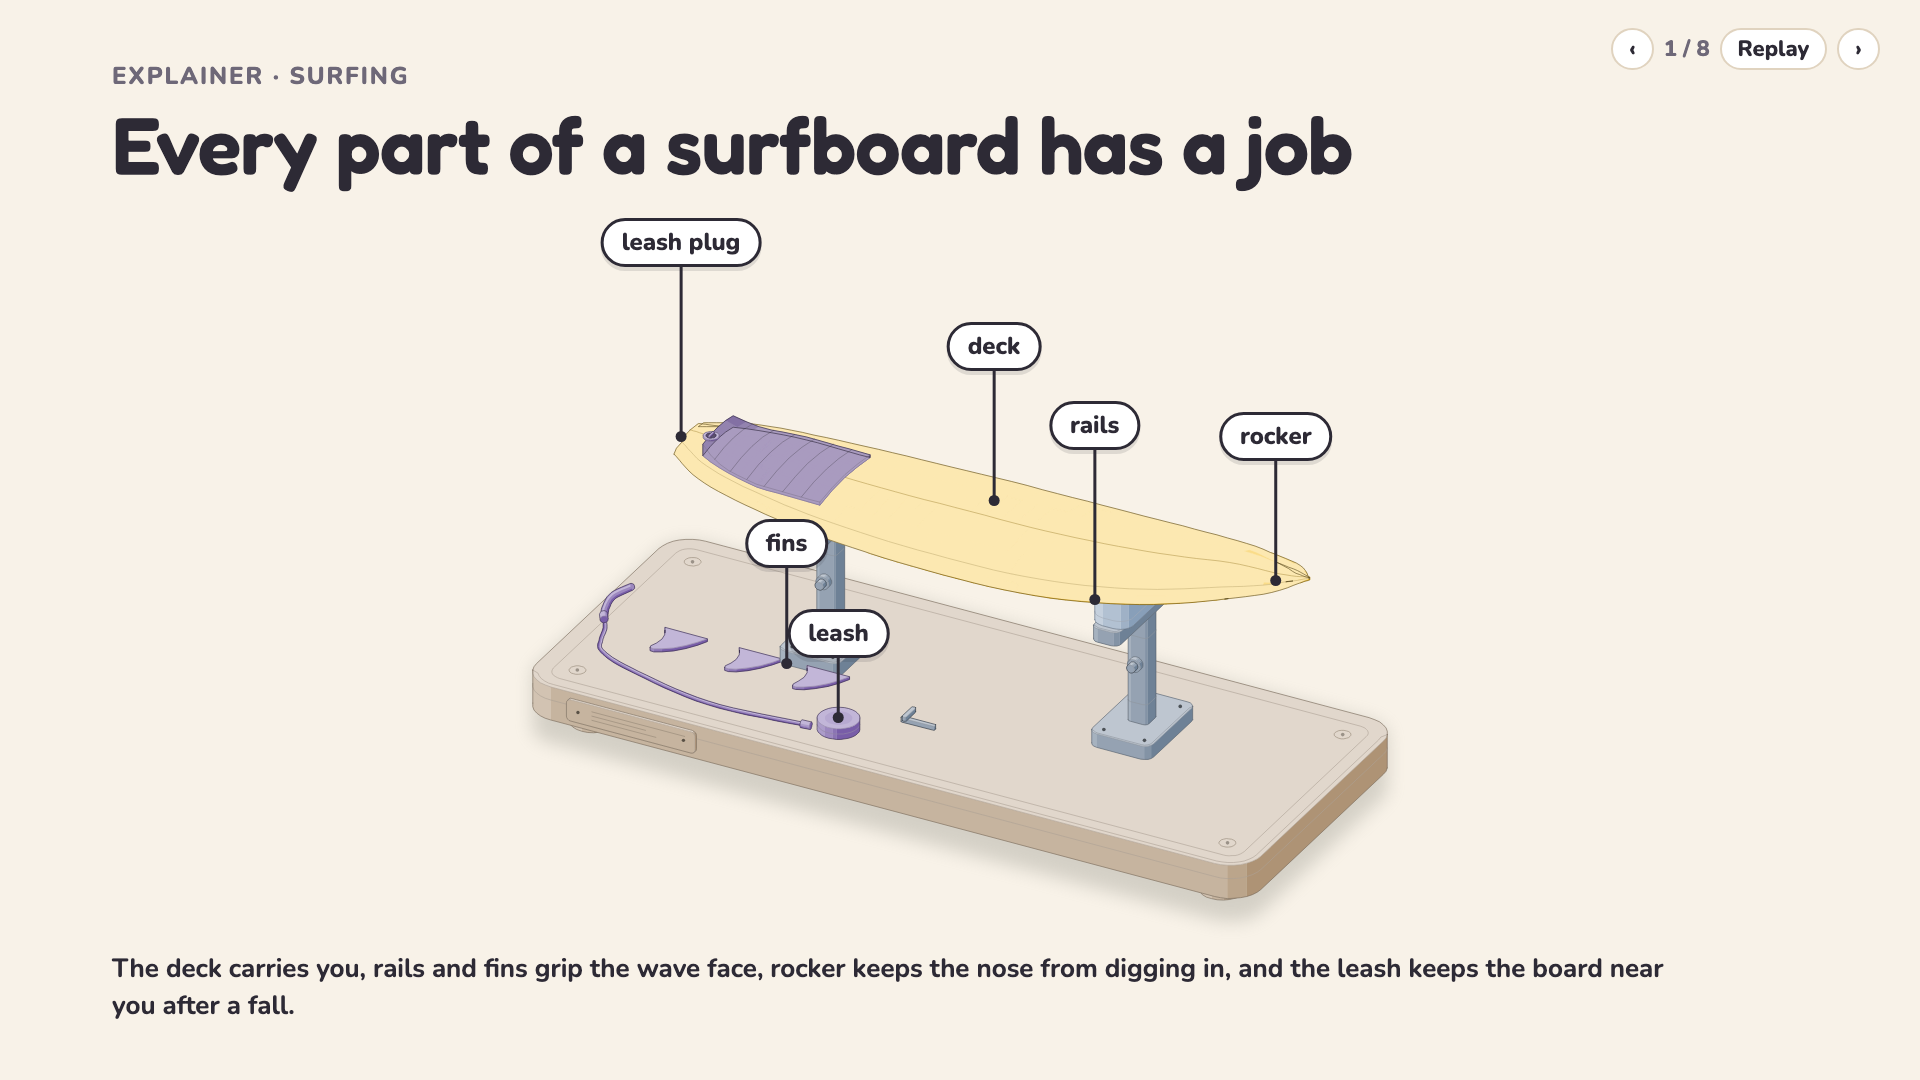 EXPLAINER · SURFING
‹ 1 / 8 Replay ›
Every part of a surfboard has a job
leash plug
deck
rails
rocker
fins
leash
The deck carries you, rails and fins grip the wave face, rocker keeps the nose from digging in, and the leash keeps the board near
you after a fall.